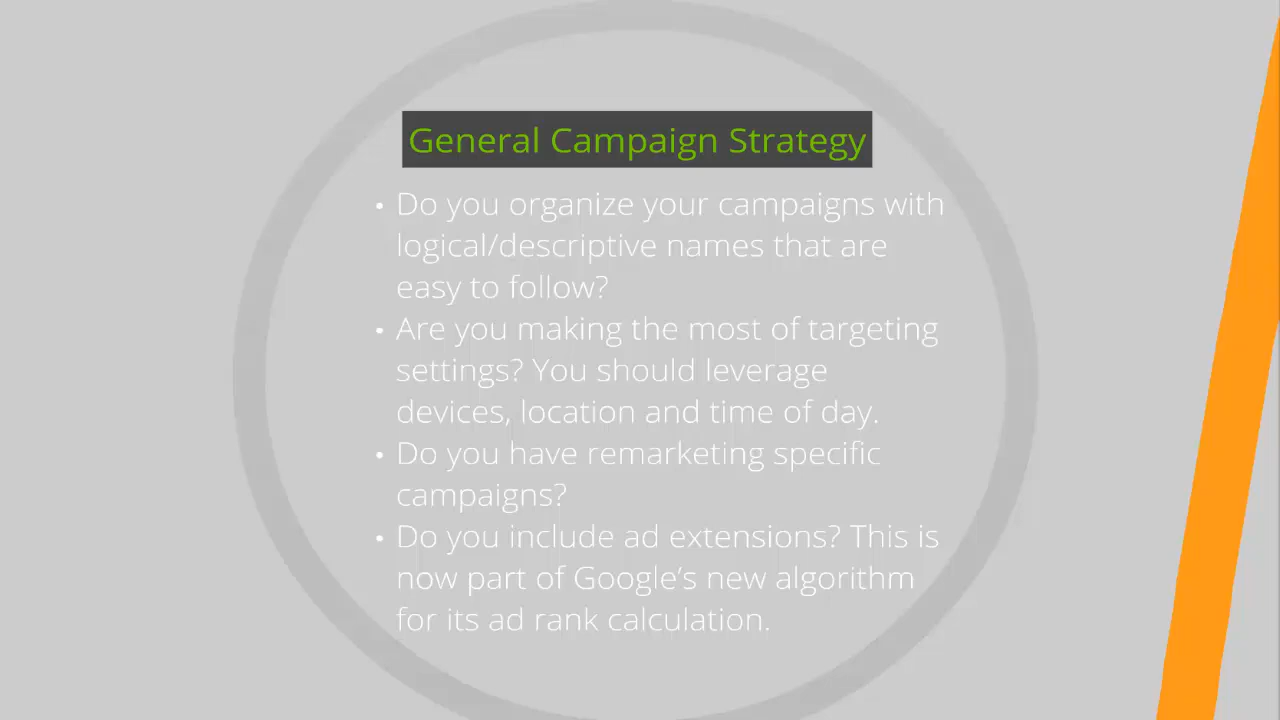 General Campaign Strategy
• Do you organize your campaigns with
logical/descriptive names that are
easy to follow?
• Are you making the most of targeting
settings? You should leverage
devices, location and time of day.
• Do you have remarketing specific
campaigns?
• Do you include ad extensions? This is
now part of Google’s new algorithm
for its ad rank calculation.